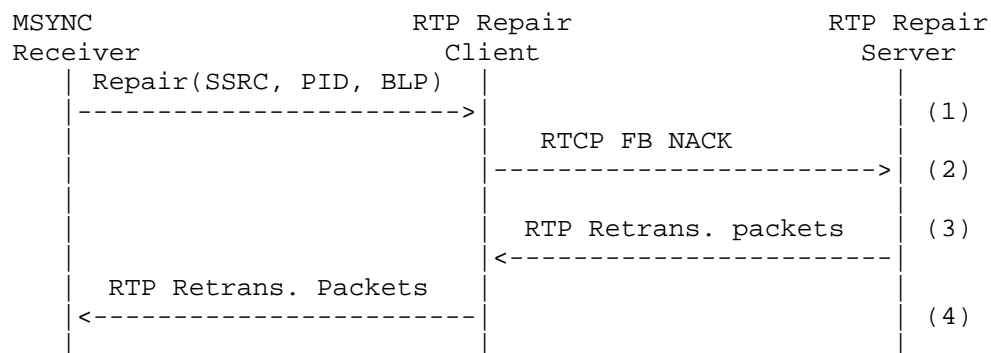 MSYNC RTP Repair RTP Repair
Receiver Client Server
Repair(SSRC, PID, BLP)
(1)
RTCP FB NACK
(2)
RTP Retrans. packets (3)
RTP Retrans. Packets
(4)